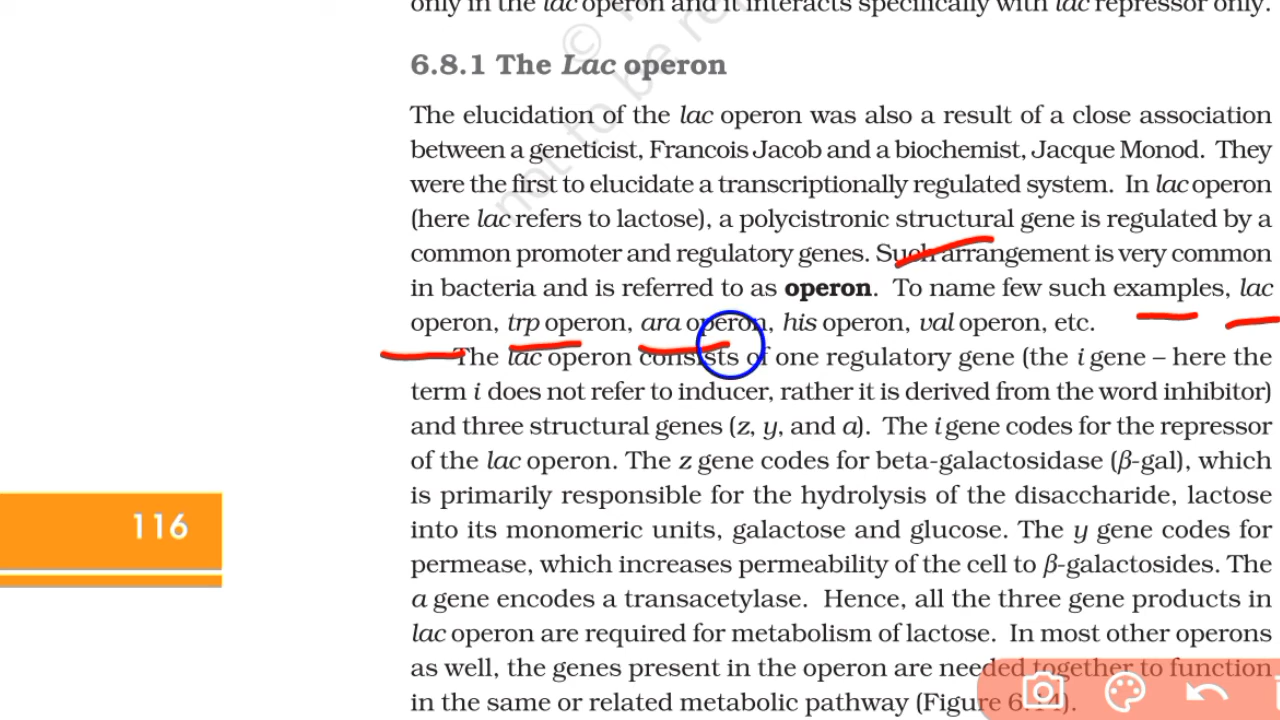 only in the lac operon and it interacts specifically with lac repressor only.
© 
not to be re
6.8.1 The Lac operon
The elucidation of the lac operon was also a result of a close association
between a geneticist, Francois Jacob and a biochemist, Jacque Monod. They
were the first to elucidate a transcriptionally regulated system. In lac operon
(here lac refers to lactose), a polycistronic structural gene is regulated by a
common promoter and regulatory genes. Such arrangement is very common
in bacteria and is referred to as operon. To name few such examples, lac
operon, trp operon, ara operon, his operon, val operon, etc.
The lac operon consists of one regulatory gene (the i gene – here the
term i does not refer to inducer, rather it is derived from the word inhibitor)
and three structural genes (z, y, and a). The i gene codes for the repressor
of the lac operon. The z gene codes for beta-galactosidase (β-gal), which
is primarily responsible for the hydrolysis of the disaccharide, lactose
into its monomeric units, galactose and glucose. The y gene codes for
permease, which increases permeability of the cell to β-galactosides. The
a gene encodes a transacetylase. Hence, all the three gene products in
lac operon are required for metabolism of lactose. In most other operons
as well, the genes present in the operon are needed together to function
in the same or related metabolic pathway (Figure 6.14).
116